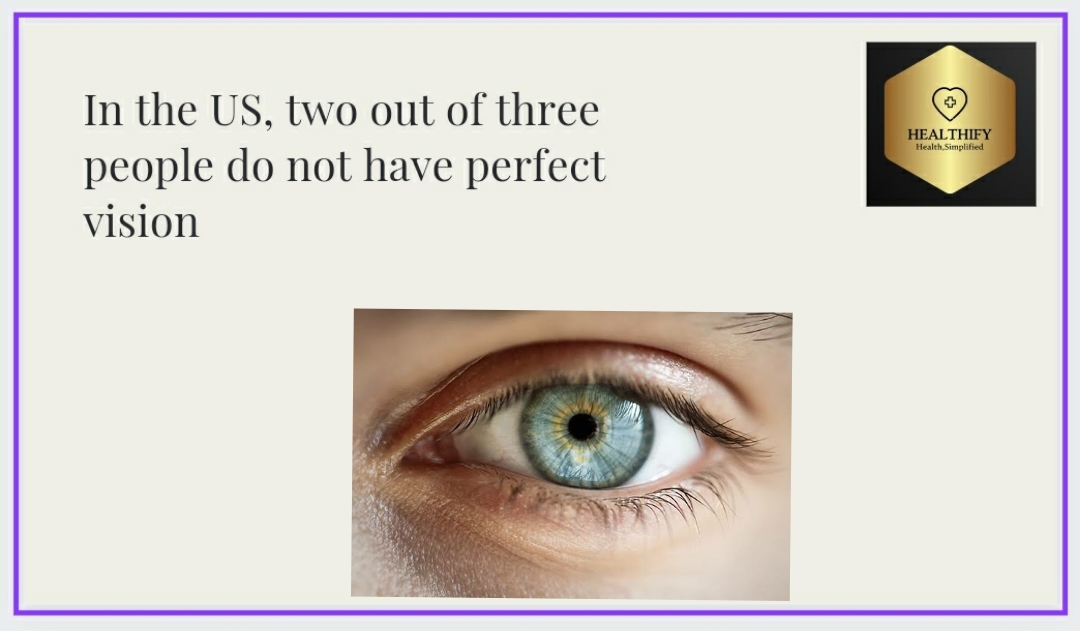 In the US, two out of three
people do not have perfect
vision
HEALTHIFY
Health,Simplified